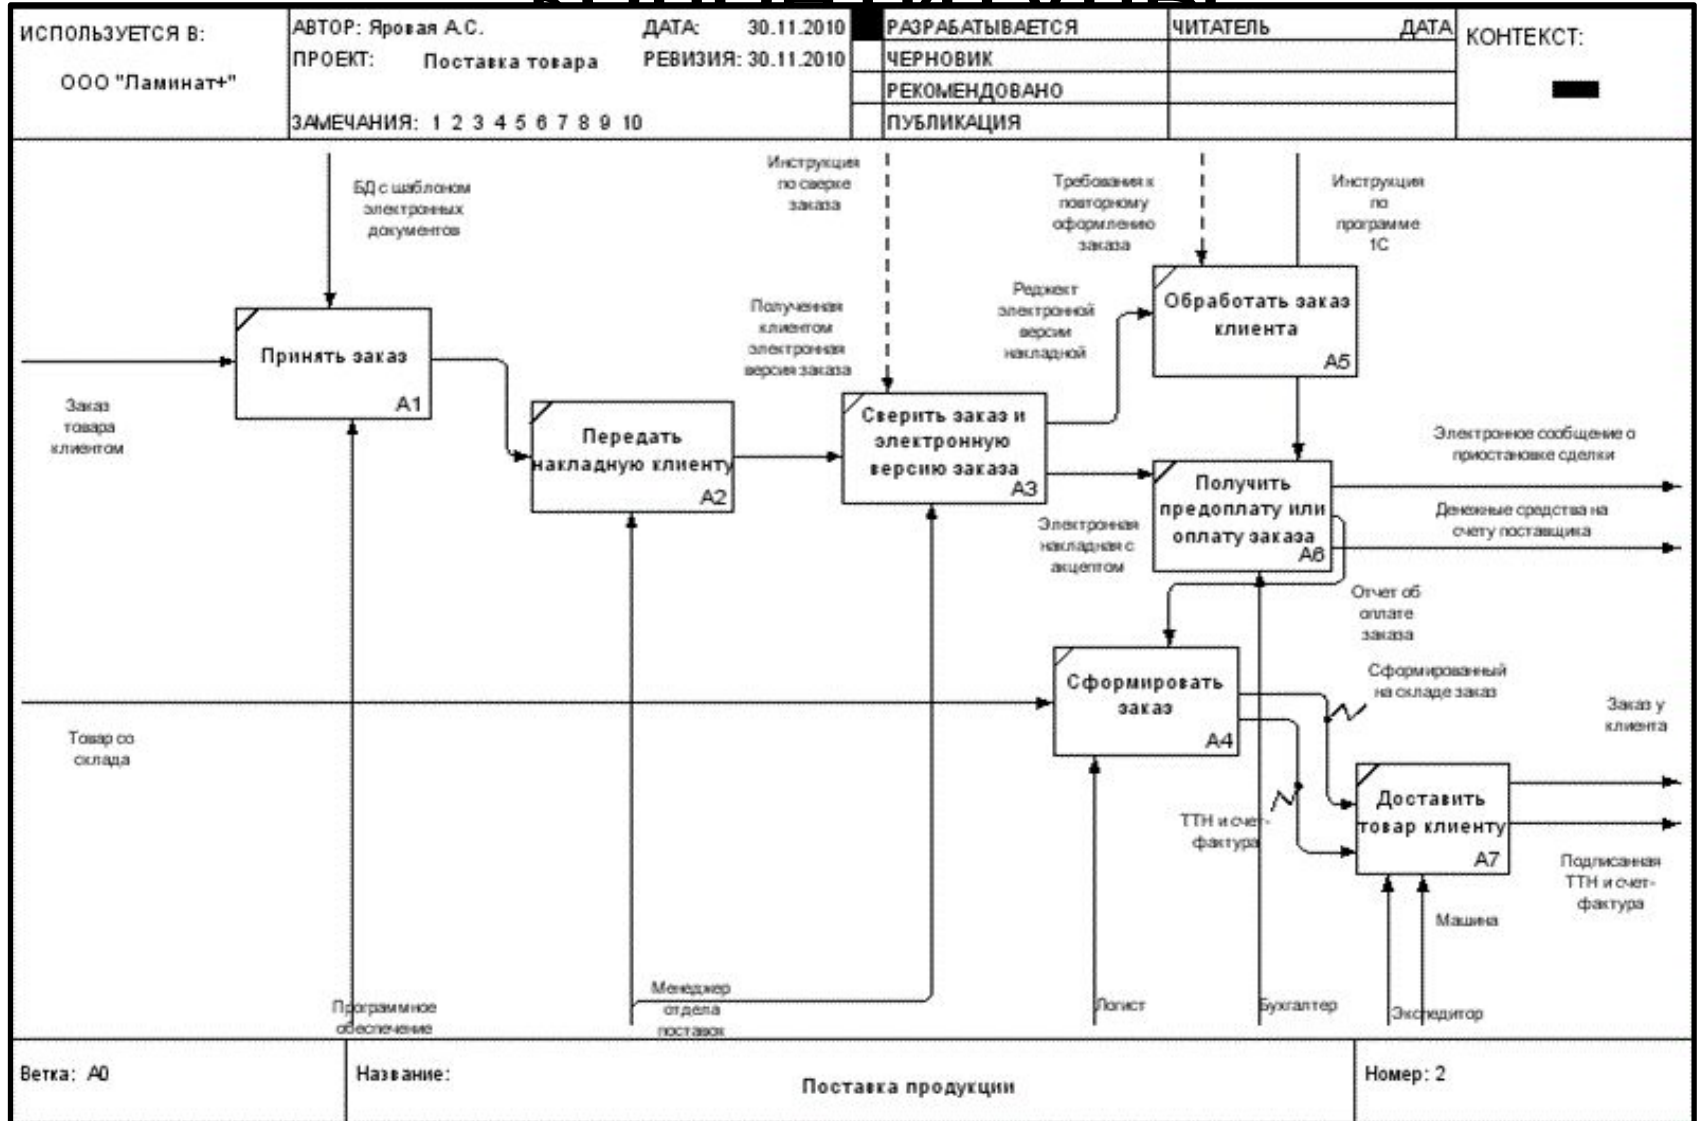 ИСПОЛЬЗУЕТСЯ В:
ООО "Ламинат+"
АВТОР: Яровая А.С.
ДАТА: 30.11.2010
ПРОЕКТ: Поставка товара
РЕВИЗИЯ: 30.11.2010
ЗАМЕЧАНИЯ: 1 2 3 4 5 6 7 8 9 10
РАЗРАБАТЫВАЕТСЯ
ЧЕРНОВИК
РЕКОМЕНДОВАНО
ПУБЛИКАЦИЯ
ЧИТАТЕЛЬ
ДАТА
КОНТЕКСТ:
БД с шаблоном
электронных
документов
Инструкция
по сверке
заказа
Требования к
повторному
оформлению
заказа
Инструкция
по
программе
1С
Принять заказ
A1
Заказ
товара
клиентом
Передать
накладную клиенту
A2
Полученная
клиентом
электронная
версия заказа
Сверить заказ и
электронную
версию заказа
A3
Реджект
электронной
версии
накладной
Обработать заказ
клиента
A5
Электронная
накладная с
акцептом
Получить
предоплату или
оплату заказа
A6
Электронное сообщение о
приостановке сделки
Денежные средства на
счету поставщика
Отчет об
оплате
заказа
Товар со
склада
Сформировать
заказ
A4
Сформированный
на складе заказ
ТТН и счет-
фактура
Заказ у
клиента
Доставить
товар клиенту
A7
Подписанная
ТТН и счет-
фактура
Машина
Программное
обеспечение
Менеджер
отдела
поставок
Логист
Бухгалтер
Экспедитор
Ветка: A0
Название:
Поставка продукции
Номер: 2